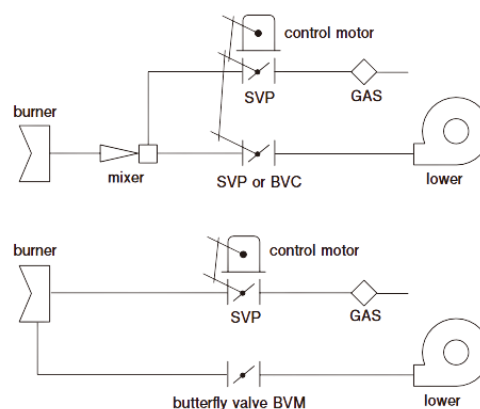 control motor
SVP
GAS
burner
mixer
SVP or BVC
lower
control motor
burner
SVP
GAS
butterfly valve BVM
lower